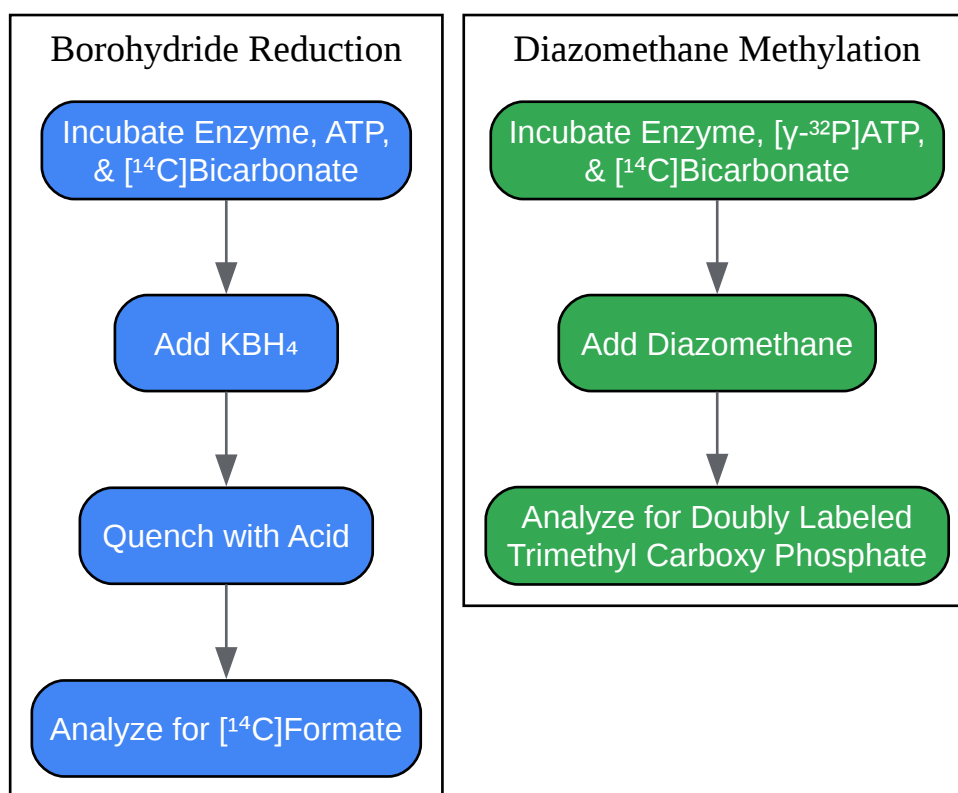 Borohydride Reduction
Incubate Enzyme, ATP,
& [¹⁴C]Bicarbonate
Add KBH₄
Quench with Acid
Analyze for [¹⁴C]Formate
Diazomethane Methylation
Incubate Enzyme, [γ-³²P]ATP,
& [¹⁴C]Bicarbonate
Add Diazomethane
Analyze for Doubly Labeled
Trimethyl Carboxy Phosphate